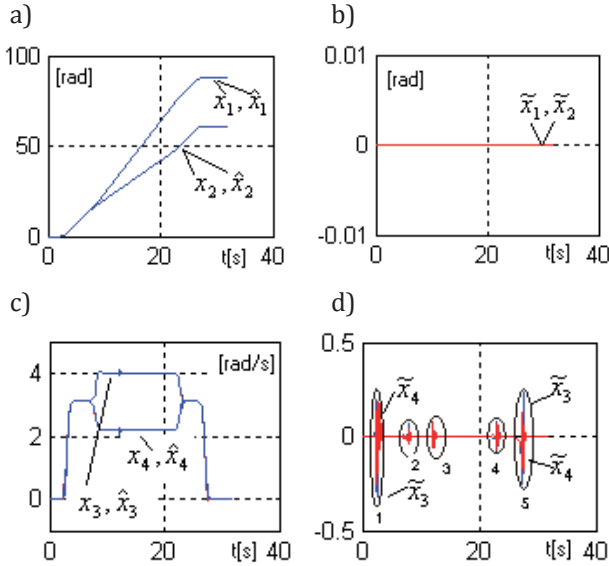 a)
100
[rad]
x̂1, x̂1
50
x2, x̂2
0
0
20
t[s]
40
b)
0.01
[rad]
x̃1, x̃2
0
-0.01
0
20
t[s]
40
c)
[rad/s]
4
2
x4, x̂4
x3, x̂3
0
0
20
t[s]
40
d)
0.5
x̃4
x̃3
0
2
3
4
x̃4
1
x̃3
5
-0.5
0
20
t[s]
40